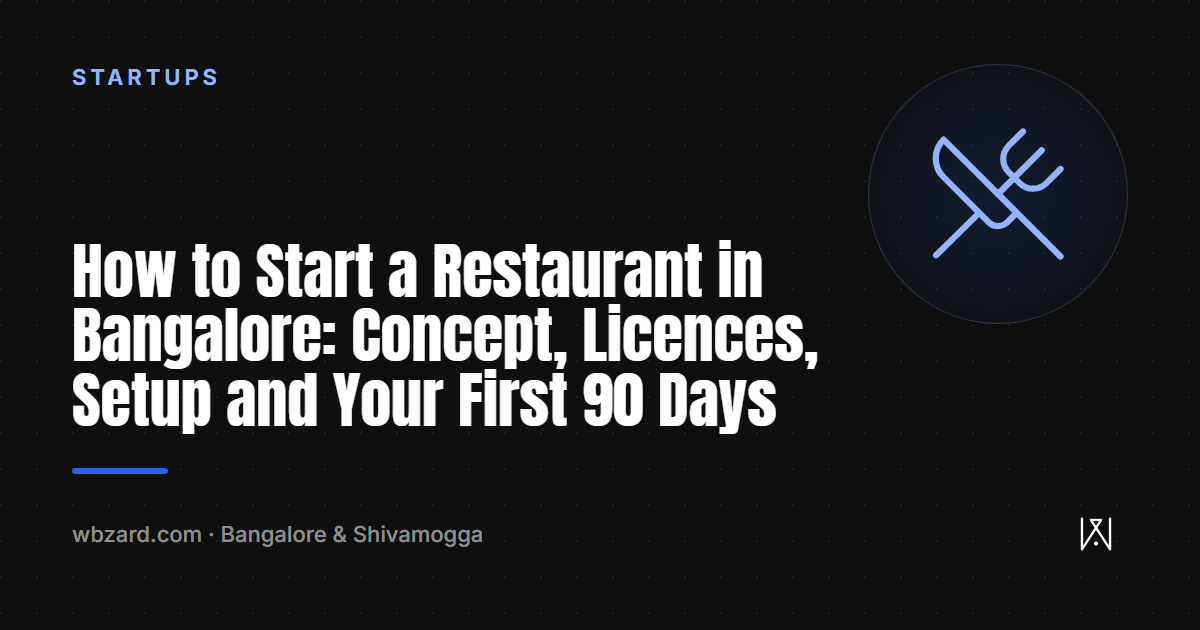 STARTUPS
How to Start a Restaurant in
Bangalore: Concept, Licences,
Setup and Your First 90 Days
wbzard.com · Bangalore & Shivamogga